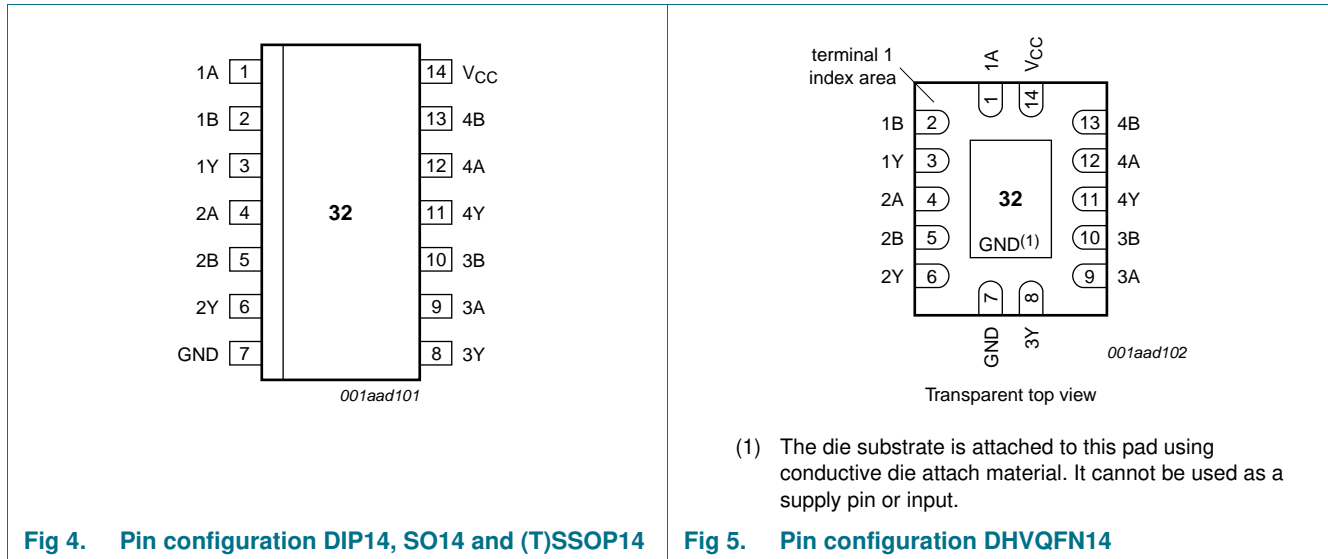 1A 1 14 VCC
1B 2 13 4B
1Y 3 12 4A
2A 4 32 11 4Y
2B 5 10 3B
2Y 6 9 3A
GND 7 8 3Y
001aad101
Fig 4. Pin configuration DIP14, SO14 and (T)SSOP14
terminal 1
index area
1A VCC
1 14
1B 2 13 4B
1Y 3 12 4A
2A 4 32 11 4Y
2B 5 GND(1) 10 3B
2Y 6 9 3A
7 8
GND 3Y
001aad102
Transparent top view
(1) The die substrate is attached to this pad using
conductive die attach material. It cannot be used as a
supply pin or input.
Fig 5. Pin configuration DHVQFN14